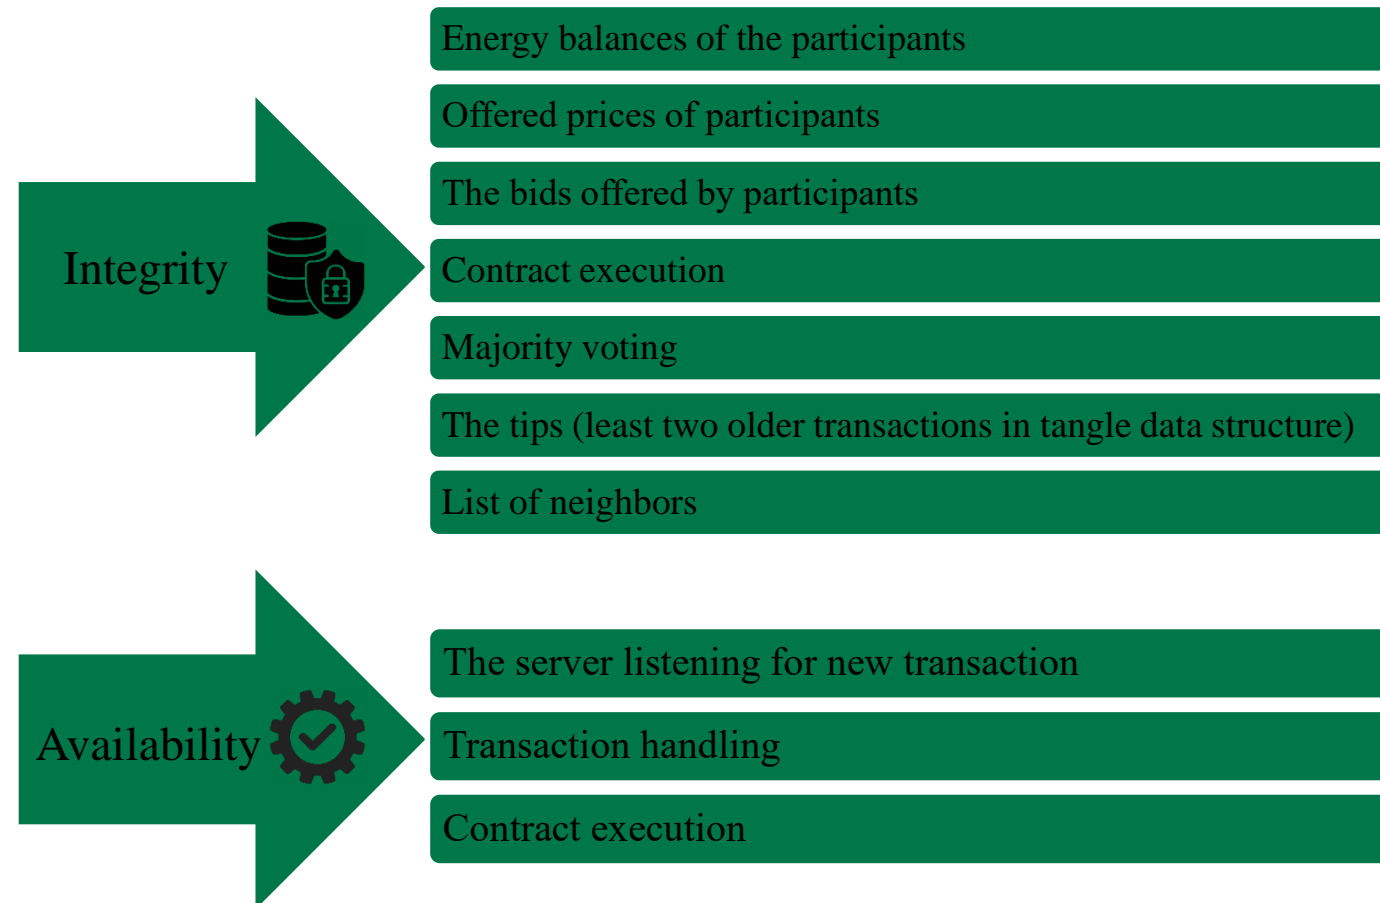 Energy balances of the participants
Offered prices of participants
The bids offered by participants
Integrity
Contract execution
Majority voting
The tips (least two older transactions in tangle data structure)
List of neighbors
The server listening for new transaction
Availability
Transaction handling
Contract execution